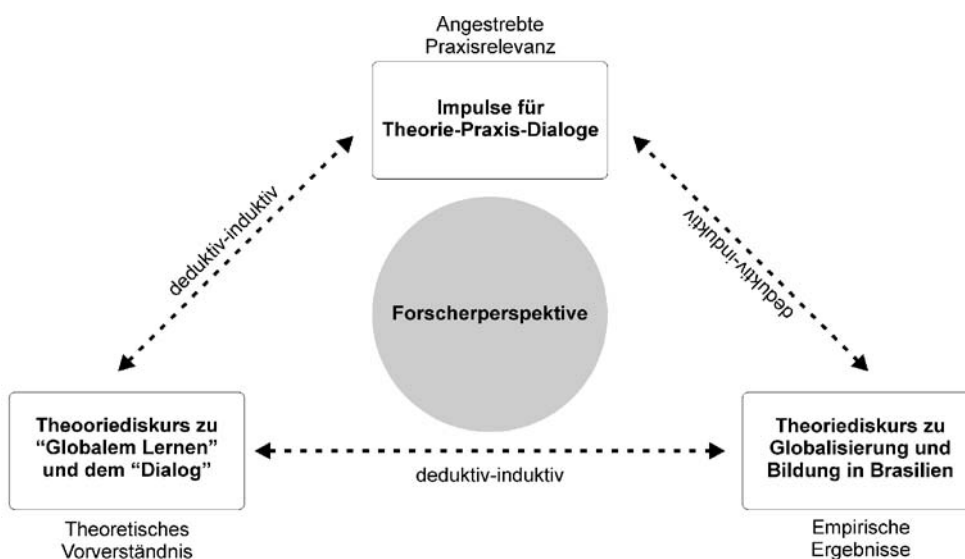 Angestrebte
Praxisrelevanz
Impulse für
Theorie-Praxis-Dialoge
deduktiv-induktiv
deduktiv-induktiv
Forscherperspektive
Theooriediskurs zu
“Globalem Lernen”
und dem “Dialog”
deduktiv-induktiv
Theoriediskurs zu
Globalisierung und
Bildung in Brasilien
Theoretisches
Vorverständnis
Empirische
Ergebnisse